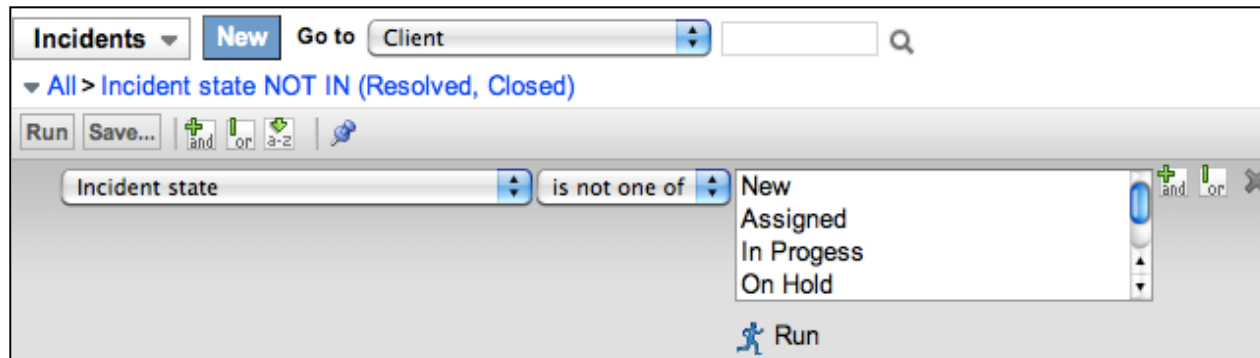 Incidents New Go to Client
All > Incident state NOT IN (Resolved, Closed)
Run Save... and or a-z
Incident state is not one of New and or
Assigned
In Progess
On Hold
Run